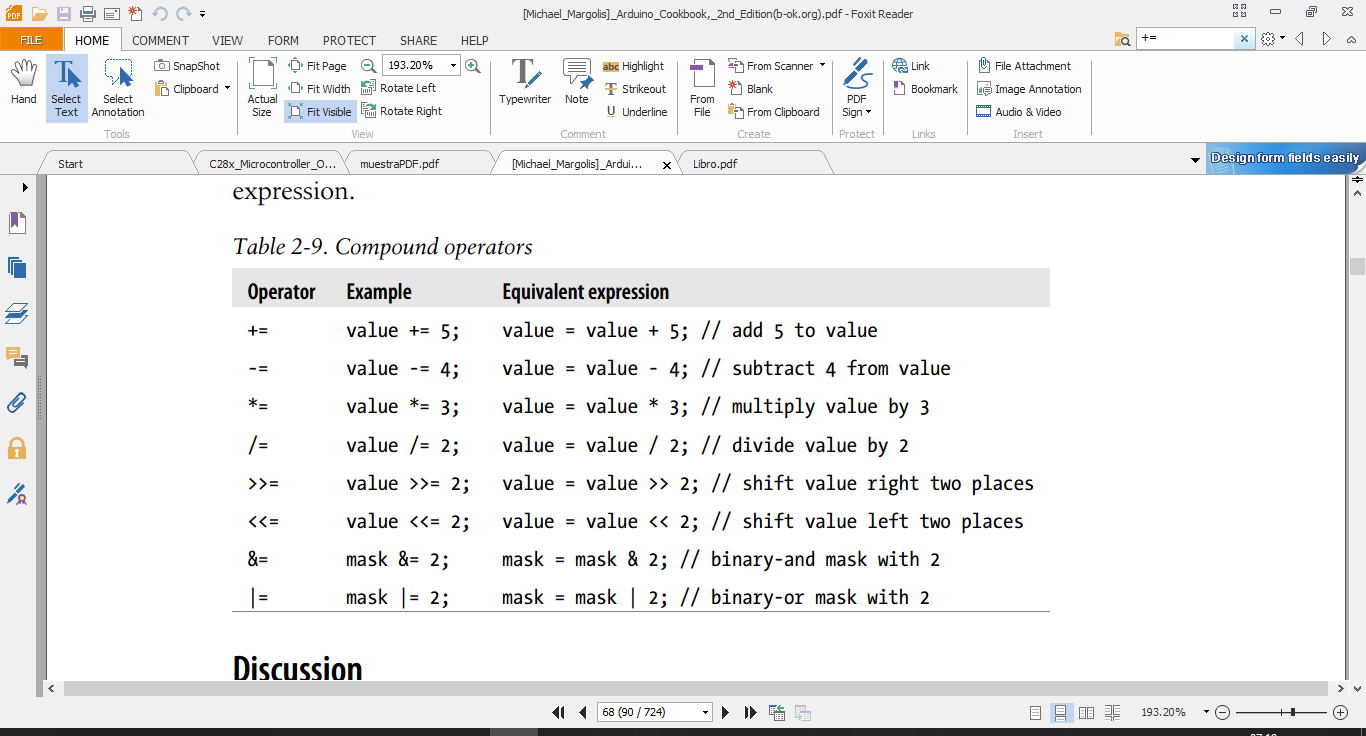 [Michael_Margolis]_Arduino_Cookbook,_2nd_Edition(b-ok.org).pdf - Foxit Reader
FILE HOME COMMENT VIEW FORM PROTECT SHARE HELP +=
Hand
Select Text
Select Annotation
SnapShot
Clipboard
Tools
Actual Size
Fit Page
Fit Width
Fit Visible
193.20%
Rotate Left
Rotate Right
View
Typewriter
Note
abc Highlight
T Strikeout
U Underline
Comment
From File
From Scanner
Blank
From Clipboard
Create
PDF Sign
Protect
Link
Bookmark
Links
File Attachment
Image Annotation
Audio & Video
Insert
Start C28x_Microcontroller_O... muestraPDF.pdf [Michael_Margolis]_Ardui... Libro.pdf Design form fields easily
expression.
Table 2-9. Compound operators
Operator Example Equivalent expression
+= value += 5; value = value + 5; // add 5 to value
-= value -= 4; value = value - 4; // subtract 4 from value
*= value *= 3; value = value * 3; // multiply value by 3
/= value /= 2; value = value / 2; // divide value by 2
>>= value >>= 2; value = value >> 2; // shift value right two places
<<= value <<= 2; value = value << 2; // shift value left two places
&= mask &= 2; mask = mask & 2; // binary-and mask with 2
|= mask |= 2; mask = mask | 2; // binary-or mask with 2
Discussion
68 (90 / 724) 193.20%